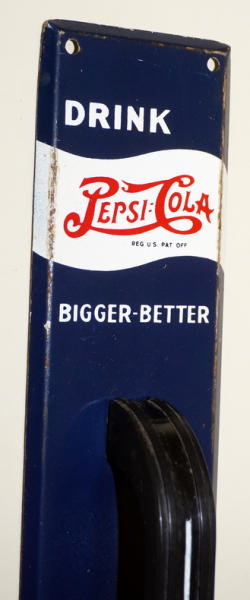 DRINK
PEPSI:COLA
REG U.S. PAT OFF
BIGGER-BETTER